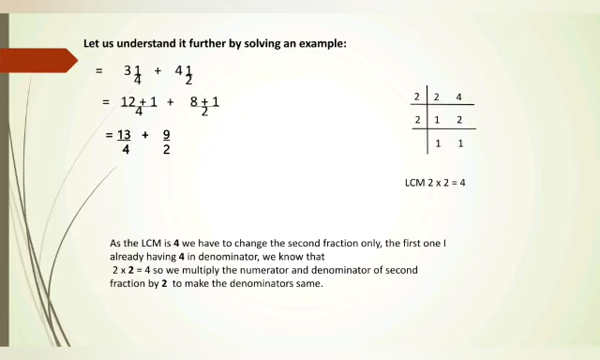 Let us understand it further by solving an example:
= 3 1/4 + 4 1/2
= 12 + 1/4 + 8 + 1/2
= 13/4 + 9/2
2 | 2 4
2 | 1 2
| 1 1
LCM 2 x 2 = 4
As the LCM is 4 we have to change the second fraction only, the first one I
already having 4 in denominator, we know that
2 x 2 = 4 so we multiply the numerator and denominator of second
fraction by 2 to make the denominators same.